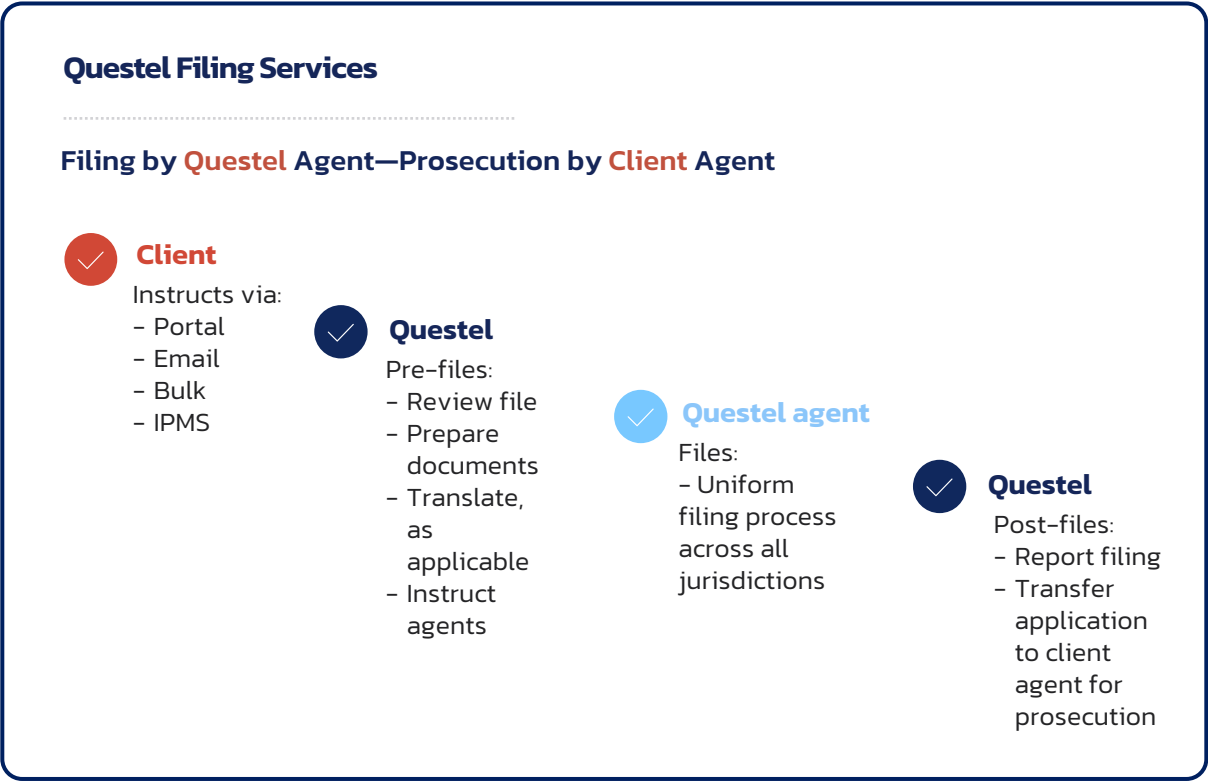 Questel Filing Services
Filing by Questel Agent—Prosecution by Client Agent
Client
Instructs via:
- Portal
- Email
- Bulk
- IPMS
Questel
Pre-files:
- Review file
- Prepare
documents
- Translate,
as
applicable
- Instruct
agents
Questel agent
Files:
- Uniform
filing process
across all
jurisdictions
Questel
Post-files:
- Report filing
- Transfer
application
to client
agent for
prosecution